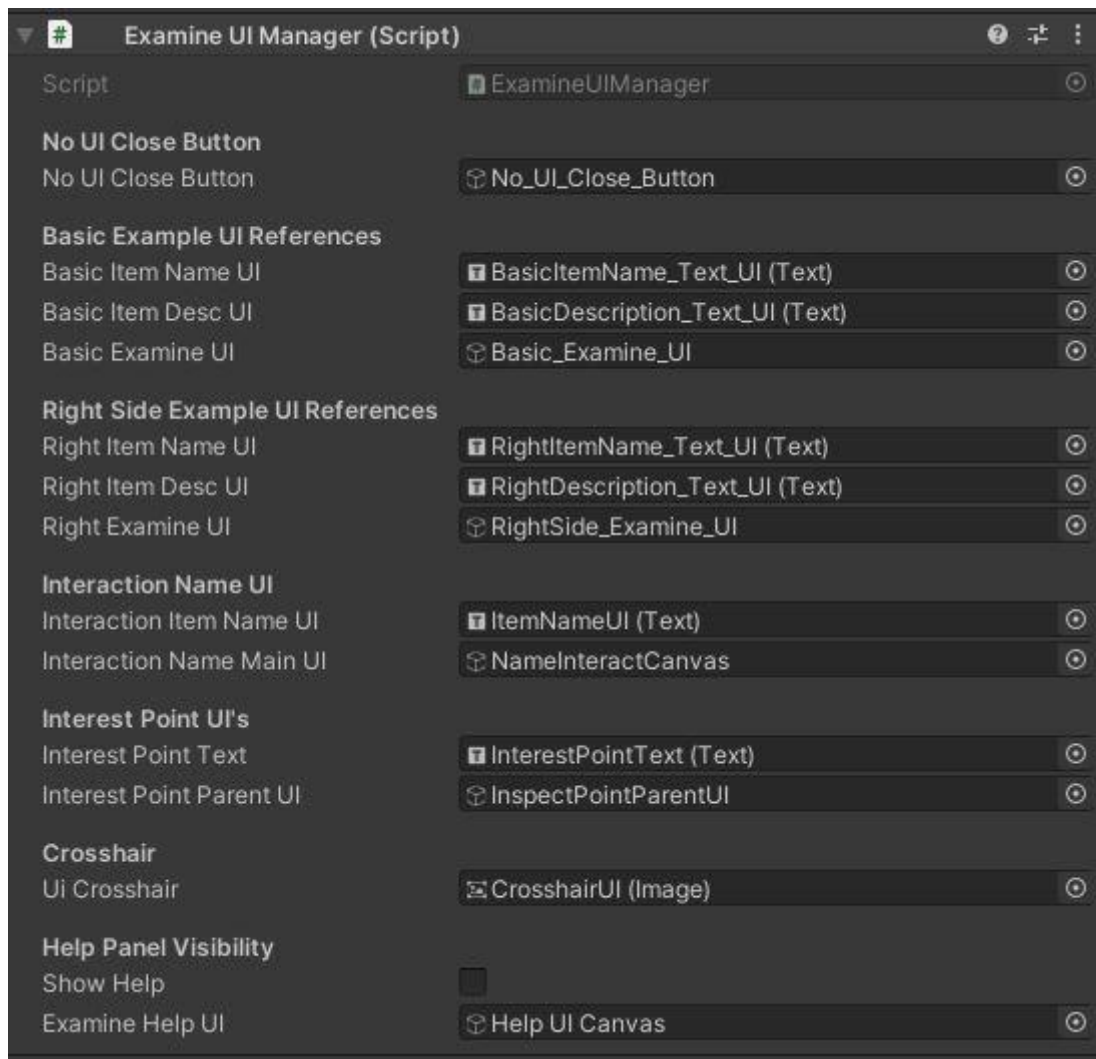 Examine UI Manager (Script)
Script ExamineUIManager
No UI Close Button
No UI Close Button No_UI_Close_Button
Basic Example UI References
Basic Item Name UI BasicItemName_Text_UI (Text)
Basic Item Desc UI BasicDescription_Text_UI (Text)
Basic Examine UI Basic_Examine_UI
Right Side Example UI References
Right Item Name UI RightItemName_Text_UI (Text)
Right Item Desc UI RightDescription_Text_UI (Text)
Right Examine UI RightSide_Examine_UI
Interaction Name UI
Interaction Item Name UI ItemNameUI (Text)
Interaction Name Main UI NameInteractCanvas
Interest Point UI's
Interest Point Text InterestPointText (Text)
Interest Point Parent UI InspectPointParentUI
Crosshair
Ui Crosshair CrosshairUI (Image)
Help Panel Visibility
Show Help
Examine Help UI Help UI Canvas